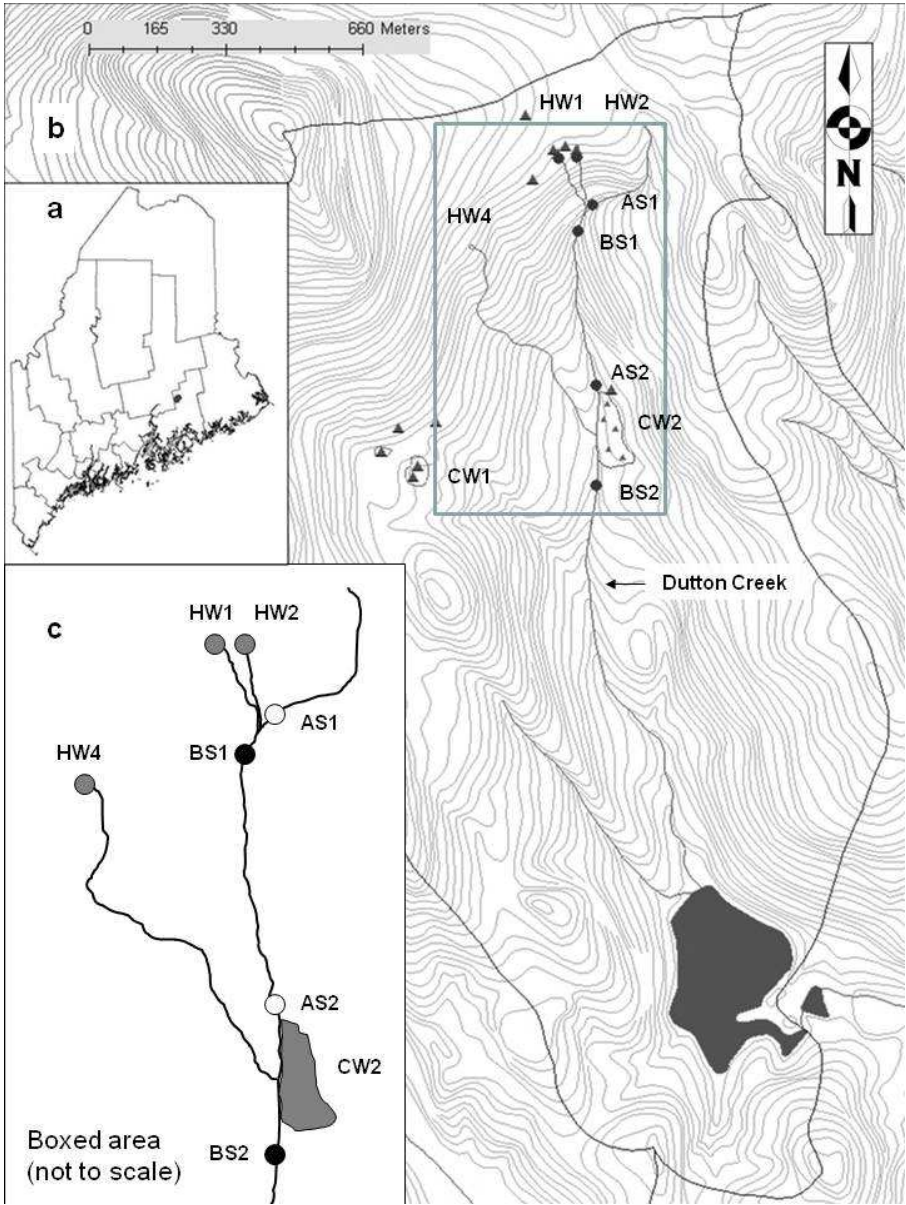 0 165 330 660 Meters
b
HW1 HW2
N
a
HW4
AS1
BS1
AS2
CW2
CW1
BS2
Dutton Creek
c
HW1 HW2
AS1
BS1
HW4
AS2
CW2
BS2
Boxed area
(not to scale)